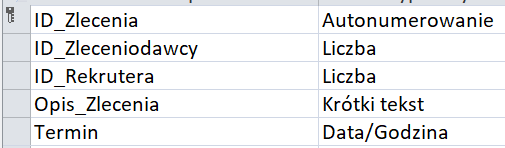 ID_Zlecenia Autonumerowanie
ID_Zleceniodawcy Liczba
ID_Rekrutera Liczba
Opis_Zlecenia Krótki tekst
Termin Data/Godzina